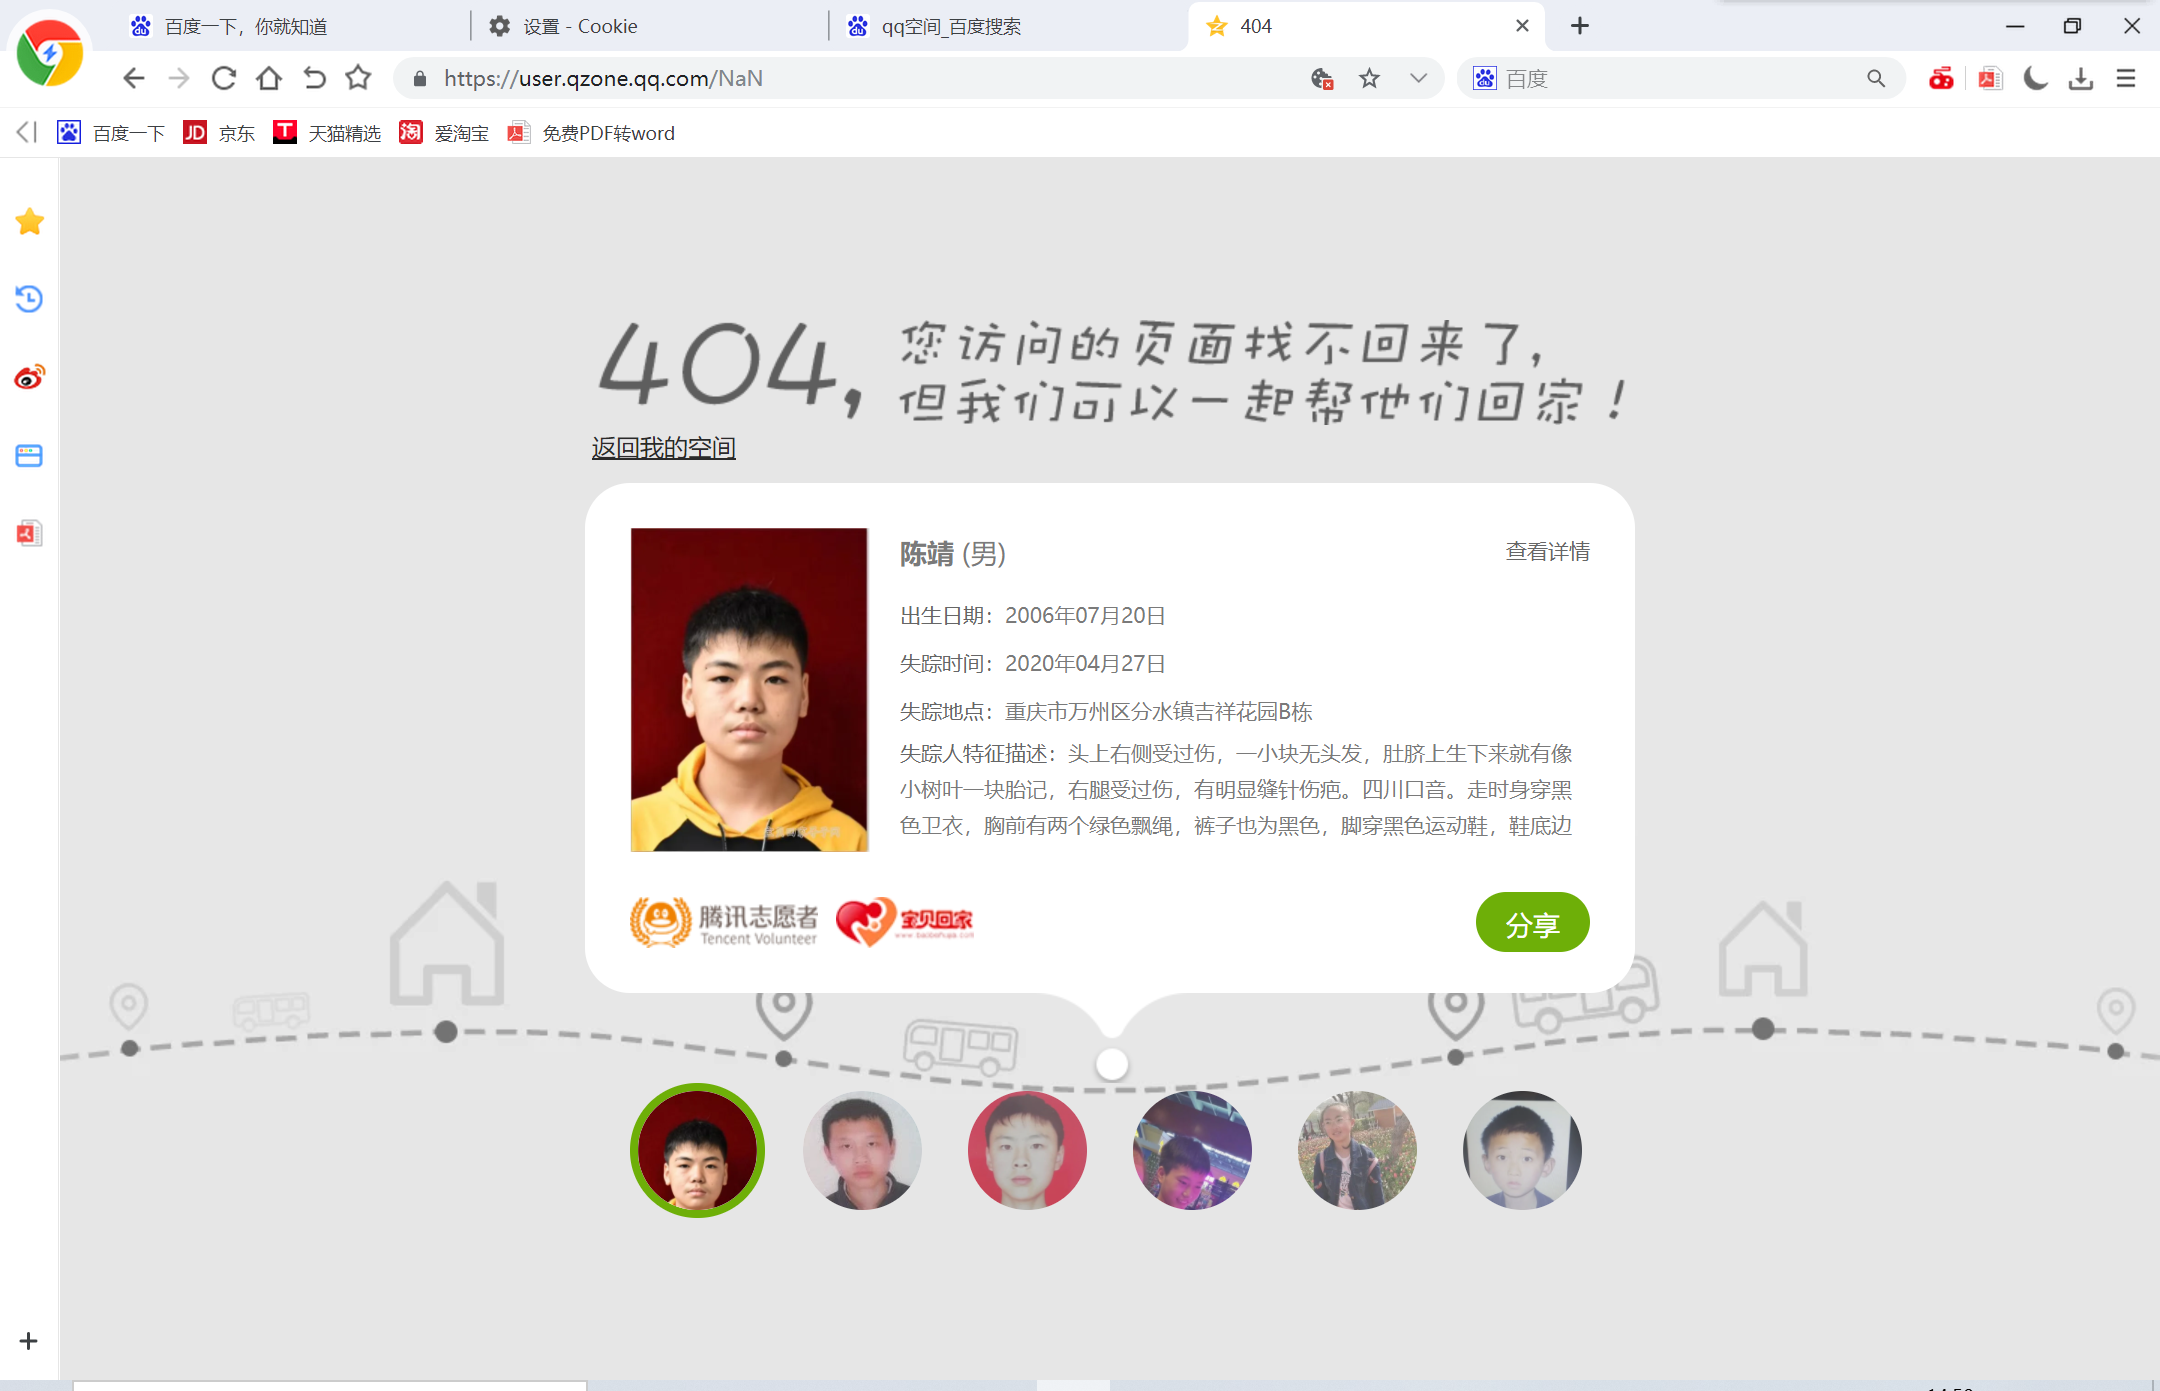 百度一下，你就知道
设置 - Cookie
qq空间_百度搜索
404
https://user.qzone.qq.com/NaN
百度
百度一下
JD 京东
T 天猫精选
淘 爱淘宝
免费PDF转word
404, 您访问的页面找不回来了,
但我们可以一起帮他们回家！
返回我的空间
陈靖 (男)
查看详情
出生日期：2006年07月20日
失踪时间：2020年04月27日
失踪地点：重庆市万州区分水镇吉祥花园B栋
失踪人特征描述：头上右侧受过伤，一小块无头发，肚脐上生下来就有像
小树叶一块胎记，右腿受过伤，有明显缝针伤疤。四川口音。走时身穿黑
色卫衣，胸前有两个绿色飘绳，裤子也为黑色，脚穿黑色运动鞋，鞋底边
腾讯志愿者
Tencent Volunteer
宝贝回家
分享